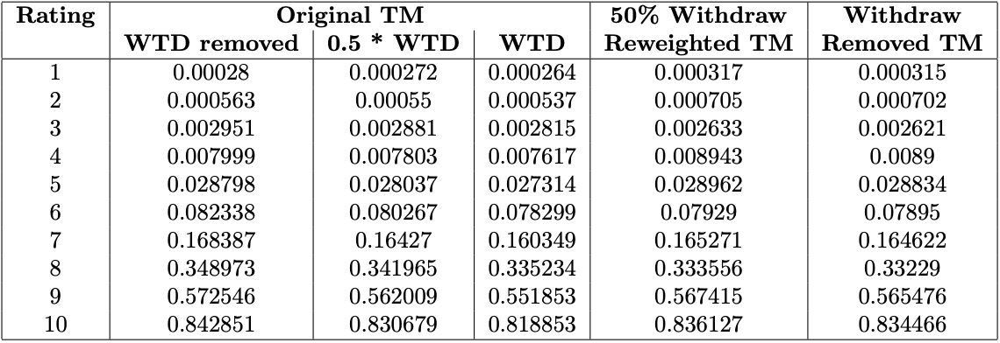 Rating Original TM 50% Withdraw Withdraw
WTD removed 0.5 * WTD WTD Reweighted TM Removed TM
1 0.00028 0.000272 0.000264 0.000317 0.000315
2 0.000563 0.00055 0.000537 0.000705 0.000702
3 0.002951 0.002881 0.002815 0.002633 0.002621
4 0.007999 0.007803 0.007617 0.008943 0.0089
5 0.028798 0.028037 0.027314 0.028962 0.028834
6 0.082338 0.080267 0.078299 0.07929 0.07895
7 0.168387 0.16427 0.160349 0.165271 0.164622
8 0.348973 0.341965 0.335234 0.333556 0.33229
9 0.572546 0.562009 0.551853 0.567415 0.565476
10 0.842851 0.830679 0.818853 0.836127 0.834466